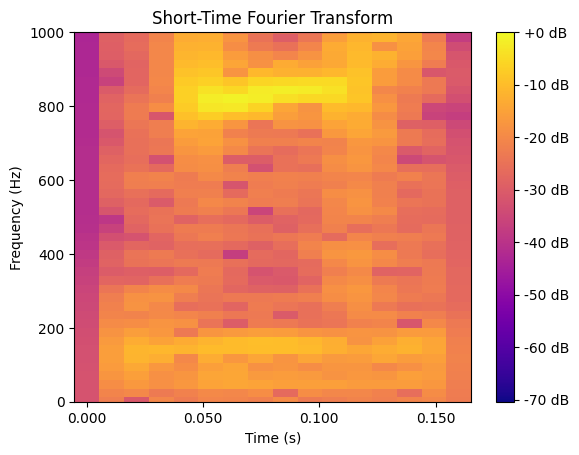 Short-Time Fourier Transform
1000
800
600
400
200
0
Frequency (Hz)
0.000
0.050
0.100
0.150
Time (s)
+0 dB
-10 dB
-20 dB
-30 dB
-40 dB
-50 dB
-60 dB
-70 dB